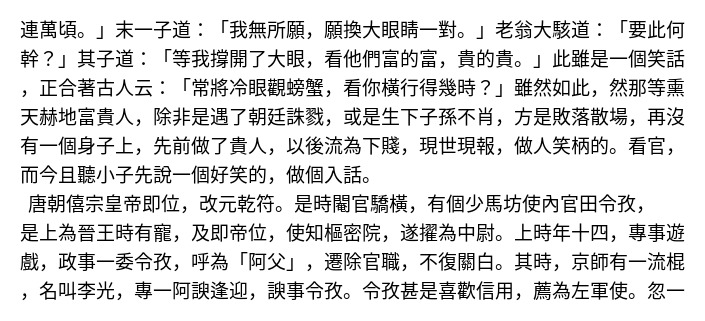 連萬頃。」末一子道：「我無所願，願換大眼睛一對。」老翁大駭道：「要此何
幹？」其子道：「等我撐開了大眼，看他們富的富，貴的貴。」此雖是一個笑話
，正合著古人云：「常將冷眼觀螃蟹，看你橫行得幾時？」雖然如此，然那等熏
天赫地富貴人，除非是遇了朝廷誅戮，或是生下子孫不肖，方是敗落散場，再沒
有一個身子上，先前做了貴人，以後流為下賤，現世現報，做人笑柄的。看官，
而今且聽小子先說一個好笑的，做個入話。
唐朝僖宗皇帝即位，改元乾符。是時閹官驕橫，有個少馬坊使內官田令孜，
是上為晉王時有寵，及即帝位，使知樞密院，遂擢為中尉。上時年十四，專事遊
戲，政事一委令孜，呼為「阿父」，遷除官職，不復關白。其時，京師有一流棍
，名叫李光，專一阿諛逢迎，諛事令孜。令孜甚是喜歡信用，薦為左軍使。忽一